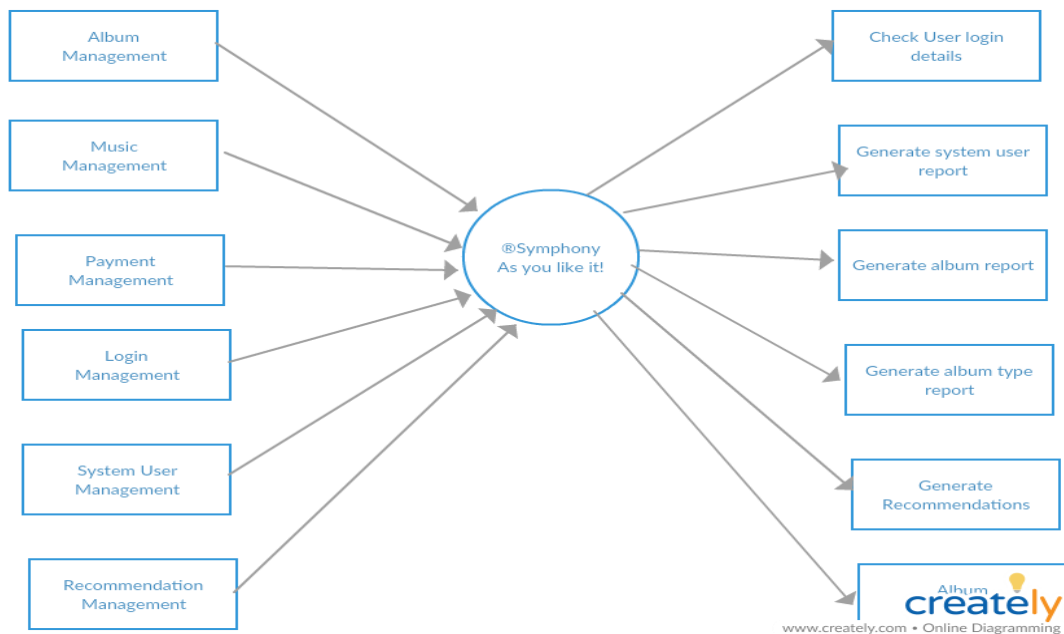 Album
Management
Music
Management
Payment
Management
Login
Management
System User
Management
Recommendation
Management
®Symphony
As you like it!
Check User login
details
Generate system user
report
Generate album report
Generate album type
report
Generate
Recommendations
Album
creately
www.creately.com • Online Diagramming